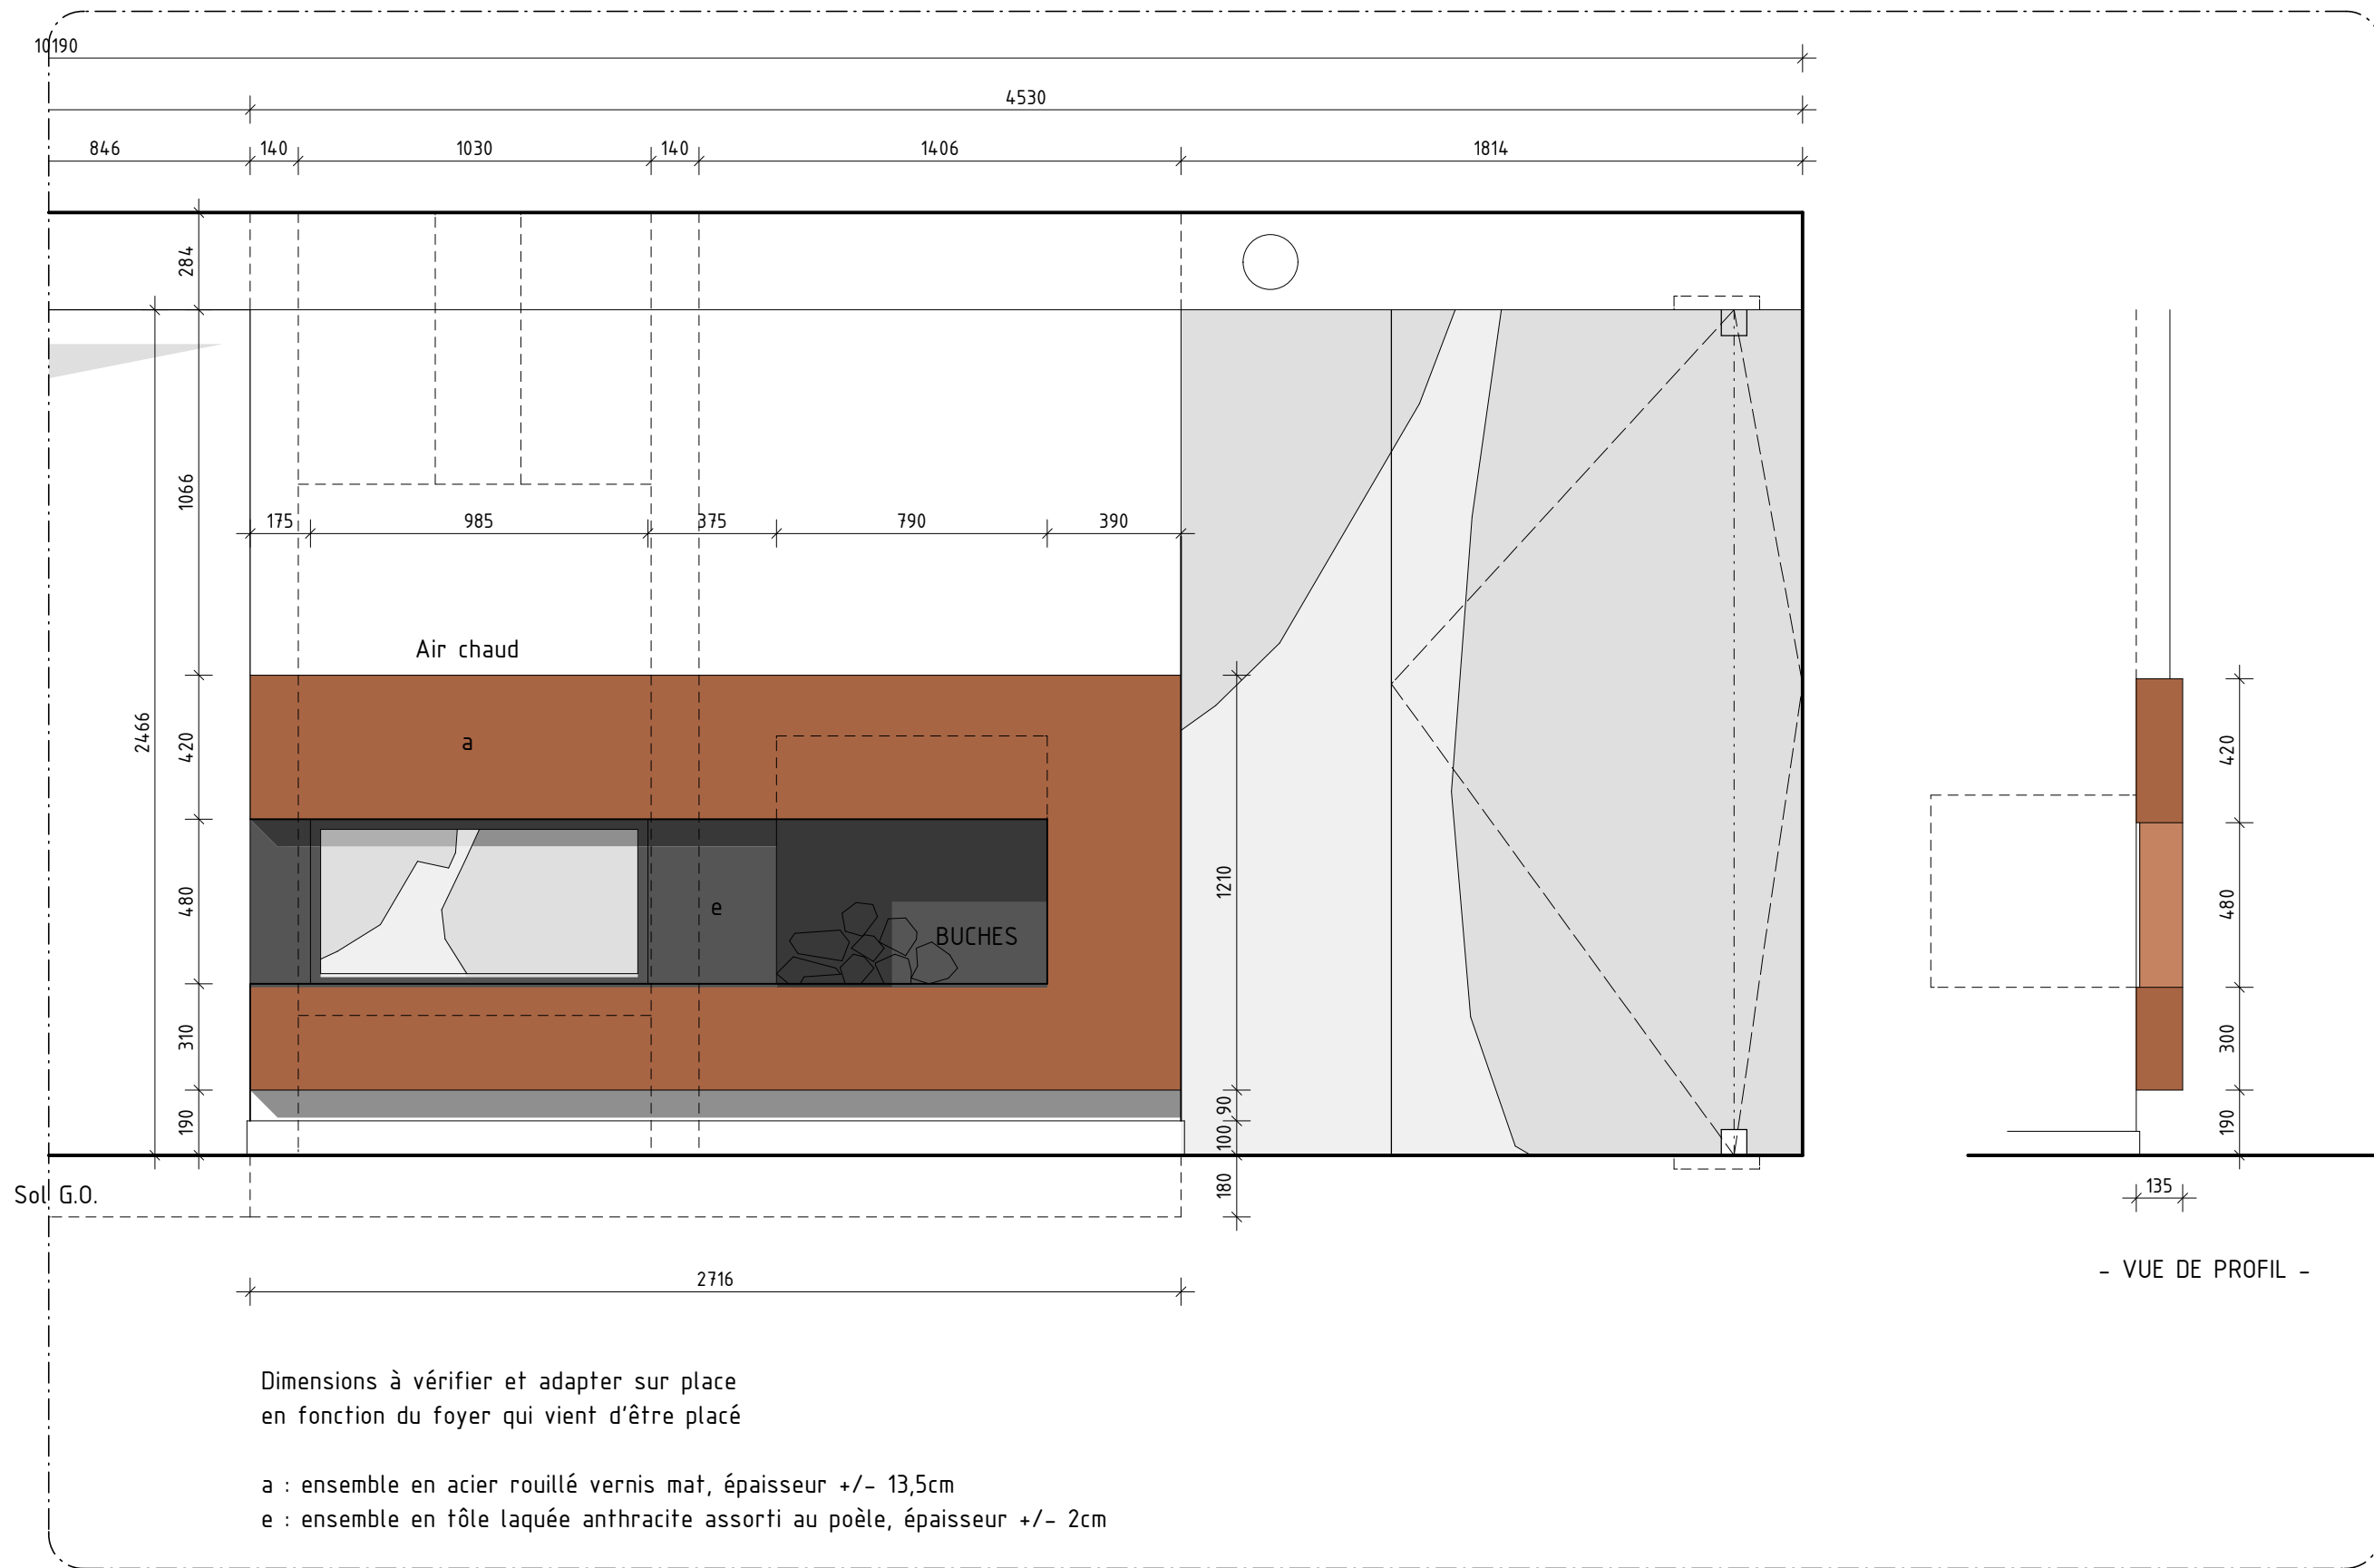 10190
4530
846 140 1030 140 1406 1814
284
1066
175 985 375 790 390
Air chaud
2466
a
420
420
480
e
BUCHES
1210
480
310
300
190
90
100
190
180
Sol G.O.
135
2716
- VUE DE PROFIL -
Dimensions à vérifier et adapter sur place
en fonction du foyer qui vient d'être placé
a : ensemble en acier rouillé vernis mat, épaisseur +/- 13,5cm
e : ensemble en tôle laquée anthracite assorti au poèle, épaisseur +/- 2cm